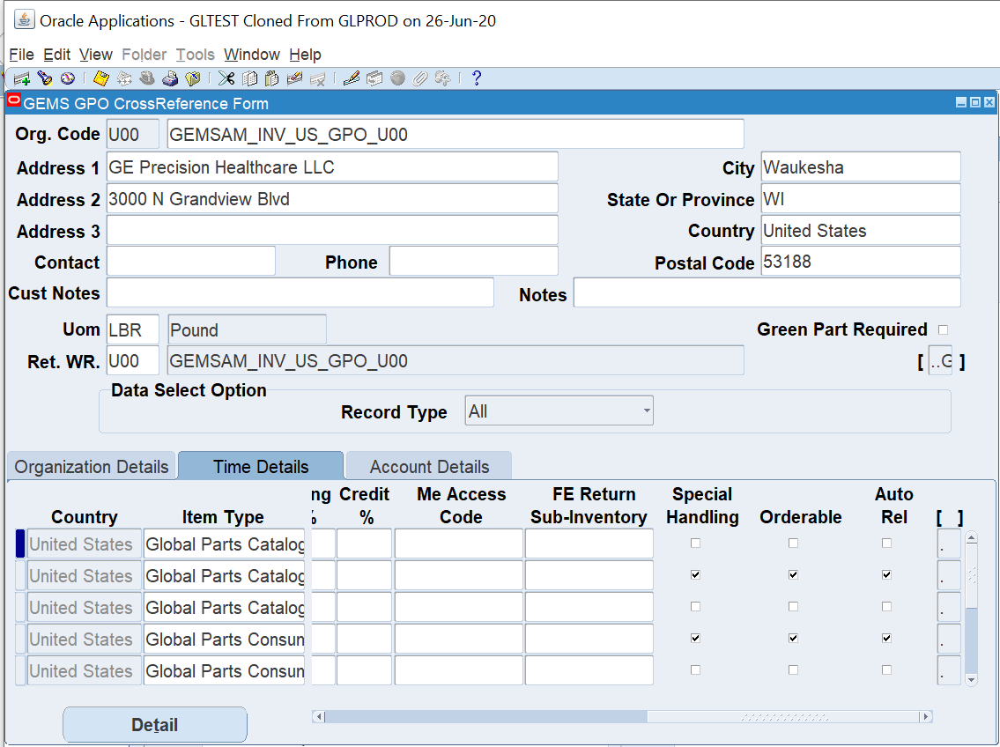 Oracle Applications - GLTEST Cloned From GLPROD on 26-Jun-20
File Edit View Folder Tools Window Help
GEMS GPO CrossReference Form
Org. Code U00 GEMSAM_INV_US_GPO_U00
Address 1 GE Precision Healthcare LLC City Waukesha
Address 2 3000 N Grandview Blvd State Or Province WI
Address 3 Country United States
Contact Phone Postal Code 53188
Cust Notes Notes
Uom LBR Pound Green Part Required
Ret. WR. U00 GEMSAM_INV_US_GPO_U00 [ ..G ]
Data Select Option
Record Type All
Organization Details Time Details Account Details
ng Credit Me Access FE Return Special Auto
Country Item Type % % Code Sub-Inventory Handling Orderable Rel [ ]
United States Global Parts Catalog .
United States Global Parts Catalog .
United States Global Parts Catalog .
United States Global Parts Consun .
United States Global Parts Consun .
Detail